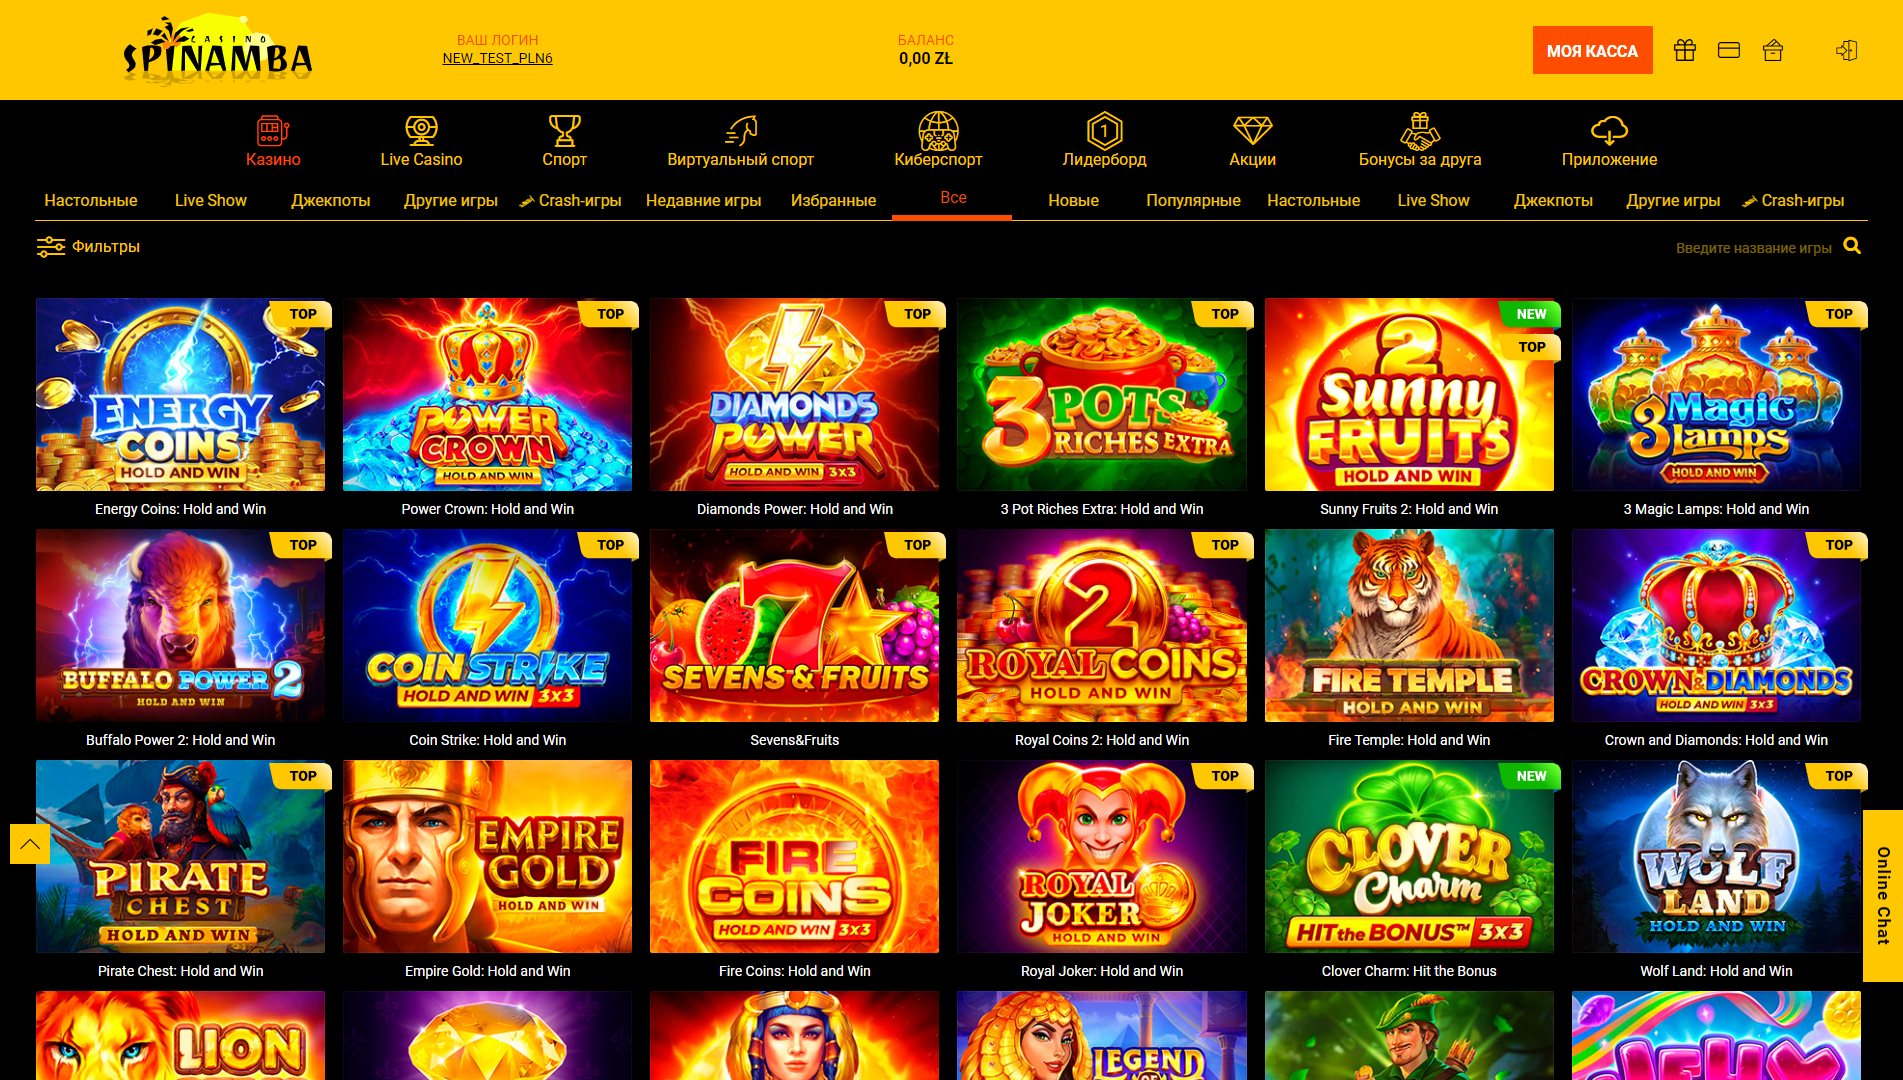 CASINO
SPINAMBA
ВАШ ЛОГИН
NEW_TEST_PLN6
БАЛАНС
0,00 ZŁ
МОЯ КАССА
Казино
Live Casino
Спорт
Виртуальный спорт
Киберспорт
1
Лидерборд
Акции
Бонусы за друга
Приложение
Настольные
Live Show
Джекпоты
Другие игры
Crash-игры
Недавние игры
Избранные
Все
Новые
Популярные
Настольные
Live Show
Джекпоты
Другие игры
Crash-игры
Фильтры
Введите название игры
TOP
ENERGY
COINS
HOLD AND WIN
Energy Coins: Hold and Win
TOP
POWER
CROWN
HOLD AND WIN
Power Crown: Hold and Win
TOP
DIAMONDS
POWER
HOLD AND WIN 3x3
Diamonds Power: Hold and Win
TOP
3 POTS
RICHES EXTRA
3 Pot Riches Extra: Hold and Win
NEW
TOP
2
SUNNY
FRUITS
HOLD AND WIN
Sunny Fruits 2: Hold and Win
TOP
3 Magic
Lamps
HOLD AND WIN
3 Magic Lamps: Hold and Win
TOP
BUFFALO POWER 2
HOLD AND WIN
Buffalo Power 2: Hold and Win
TOP
COIN STRIKE
HOLD AND WIN 3x3
Coin Strike: Hold and Win
TOP
7
SEVENS & FRUITS
Sevens&Fruits
TOP
2
ROYAL COINS
HOLD AND WIN
Royal Coins 2: Hold and Win
FIRE TEMPLE
HOLD AND WIN
Fire Temple: Hold and Win
TOP
CROWN & DIAMONDS
HOLD AND WIN 3x3
Crown and Diamonds: Hold and Win
TOP
PIRATE
CHEST
HOLD AND WIN
Pirate Chest: Hold and Win
EMPIRE
GOLD
HOLD AND WIN
Empire Gold: Hold and Win
FIRE
COINS
HOLD AND WIN 3x3
Fire Coins: Hold and Win
TOP
ROYAL
JOKER
HOLD AND WIN
Royal Joker: Hold and Win
NEW
CLOVER
Charm
HIT the BONUS™ 3x3
Clover Charm: Hit the Bonus
TOP
WOLF
LAND
HOLD AND WIN
Wolf Land: Hold and Win
Online Chat
LION
LEGEND
OF